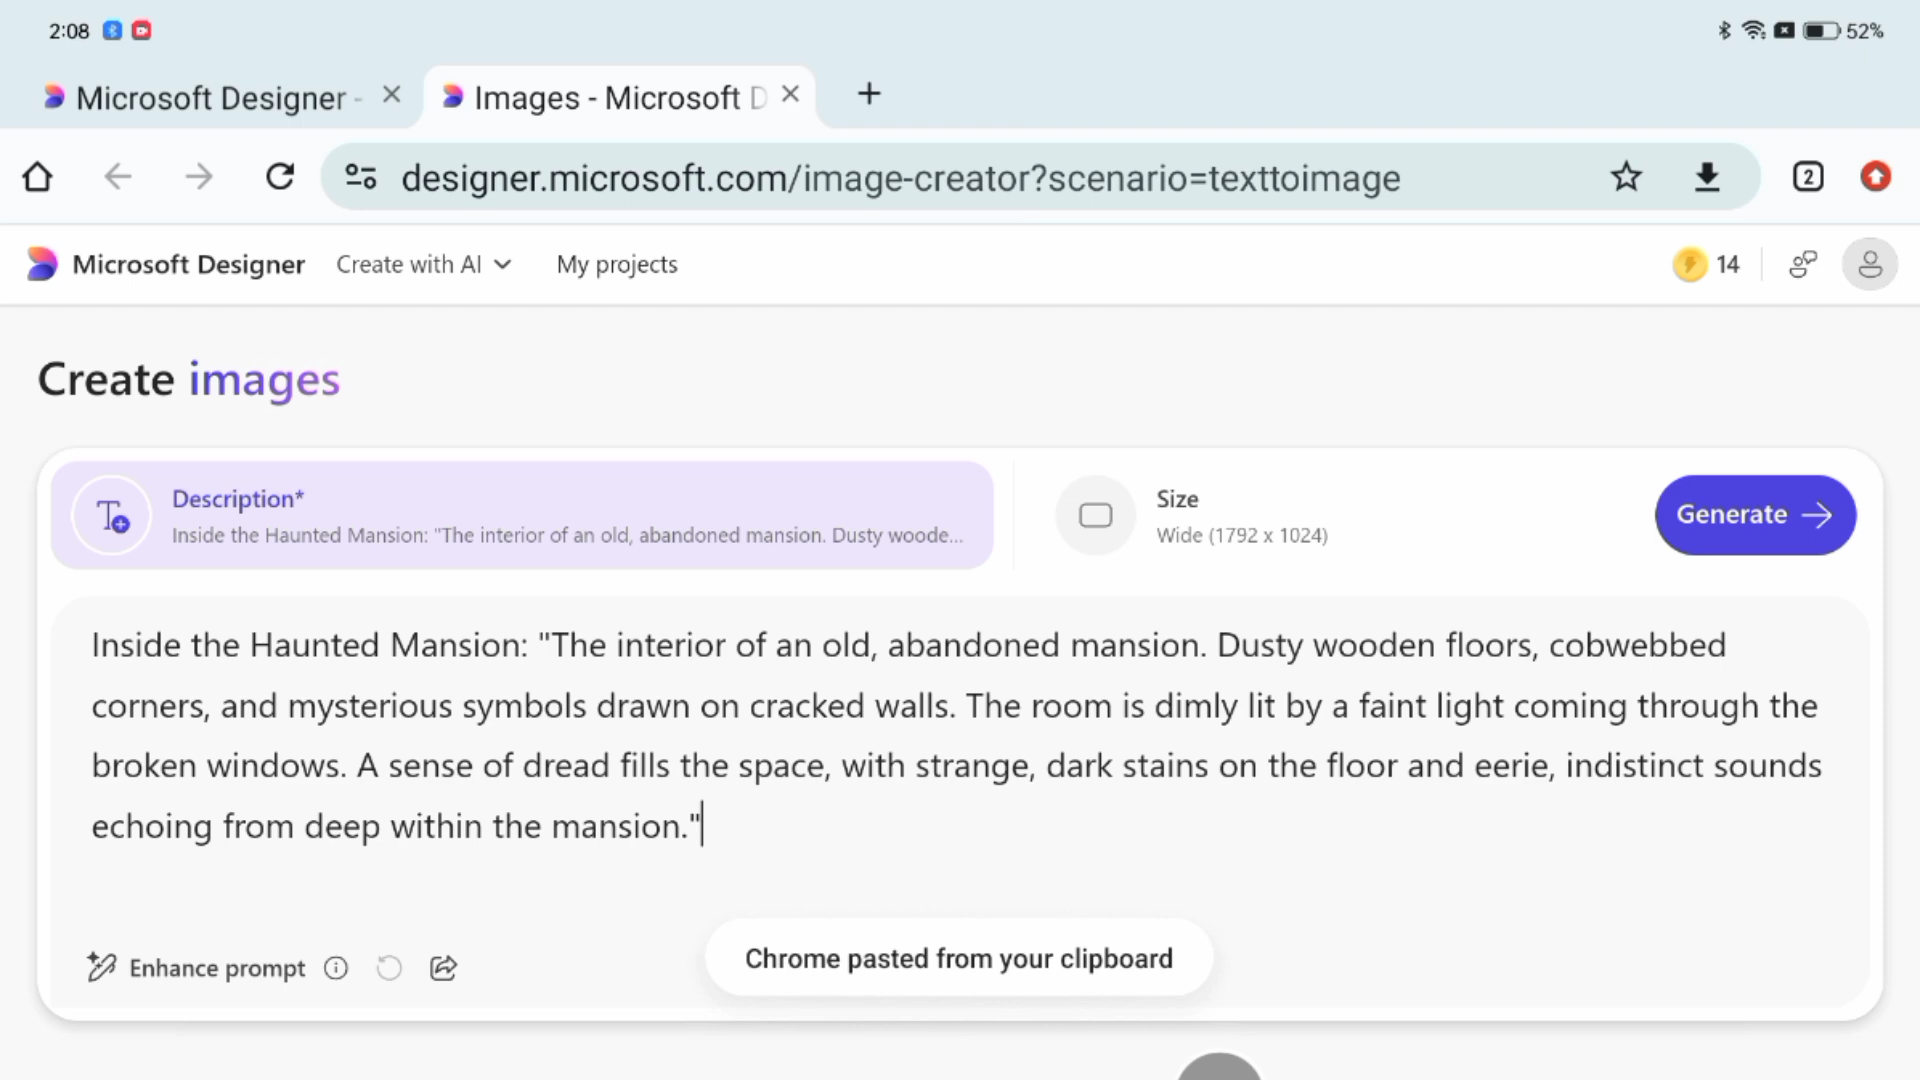 2:08
52%
Microsoft Designer -
Images - Microsoft D
designer.microsoft.com/image-creator?scenario=texttoimage
2
Microsoft Designer
Create with AI
My projects
14
Create images
Description*
Inside the Haunted Mansion: "The interior of an old, abandoned mansion. Dusty woode...
Size
Wide (1792 x 1024)
Generate
Inside the Haunted Mansion: "The interior of an old, abandoned mansion. Dusty wooden floors, cobwebbed
corners, and mysterious symbols drawn on cracked walls. The room is dimly lit by a faint light coming through the
broken windows. A sense of dread fills the space, with strange, dark stains on the floor and eerie, indistinct sounds
echoing from deep within the mansion."
Enhance prompt
Chrome pasted from your clipboard